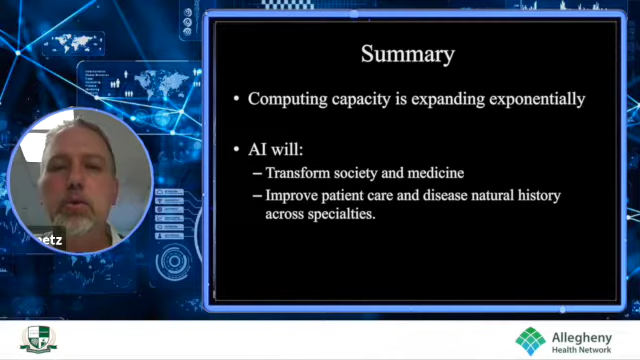 Summary
• Computing capacity is expanding exponentially
• AI will:
– Transform society and medicine
– Improve patient care and disease natural history
across specialties.
etz
Allegheny
Health Network